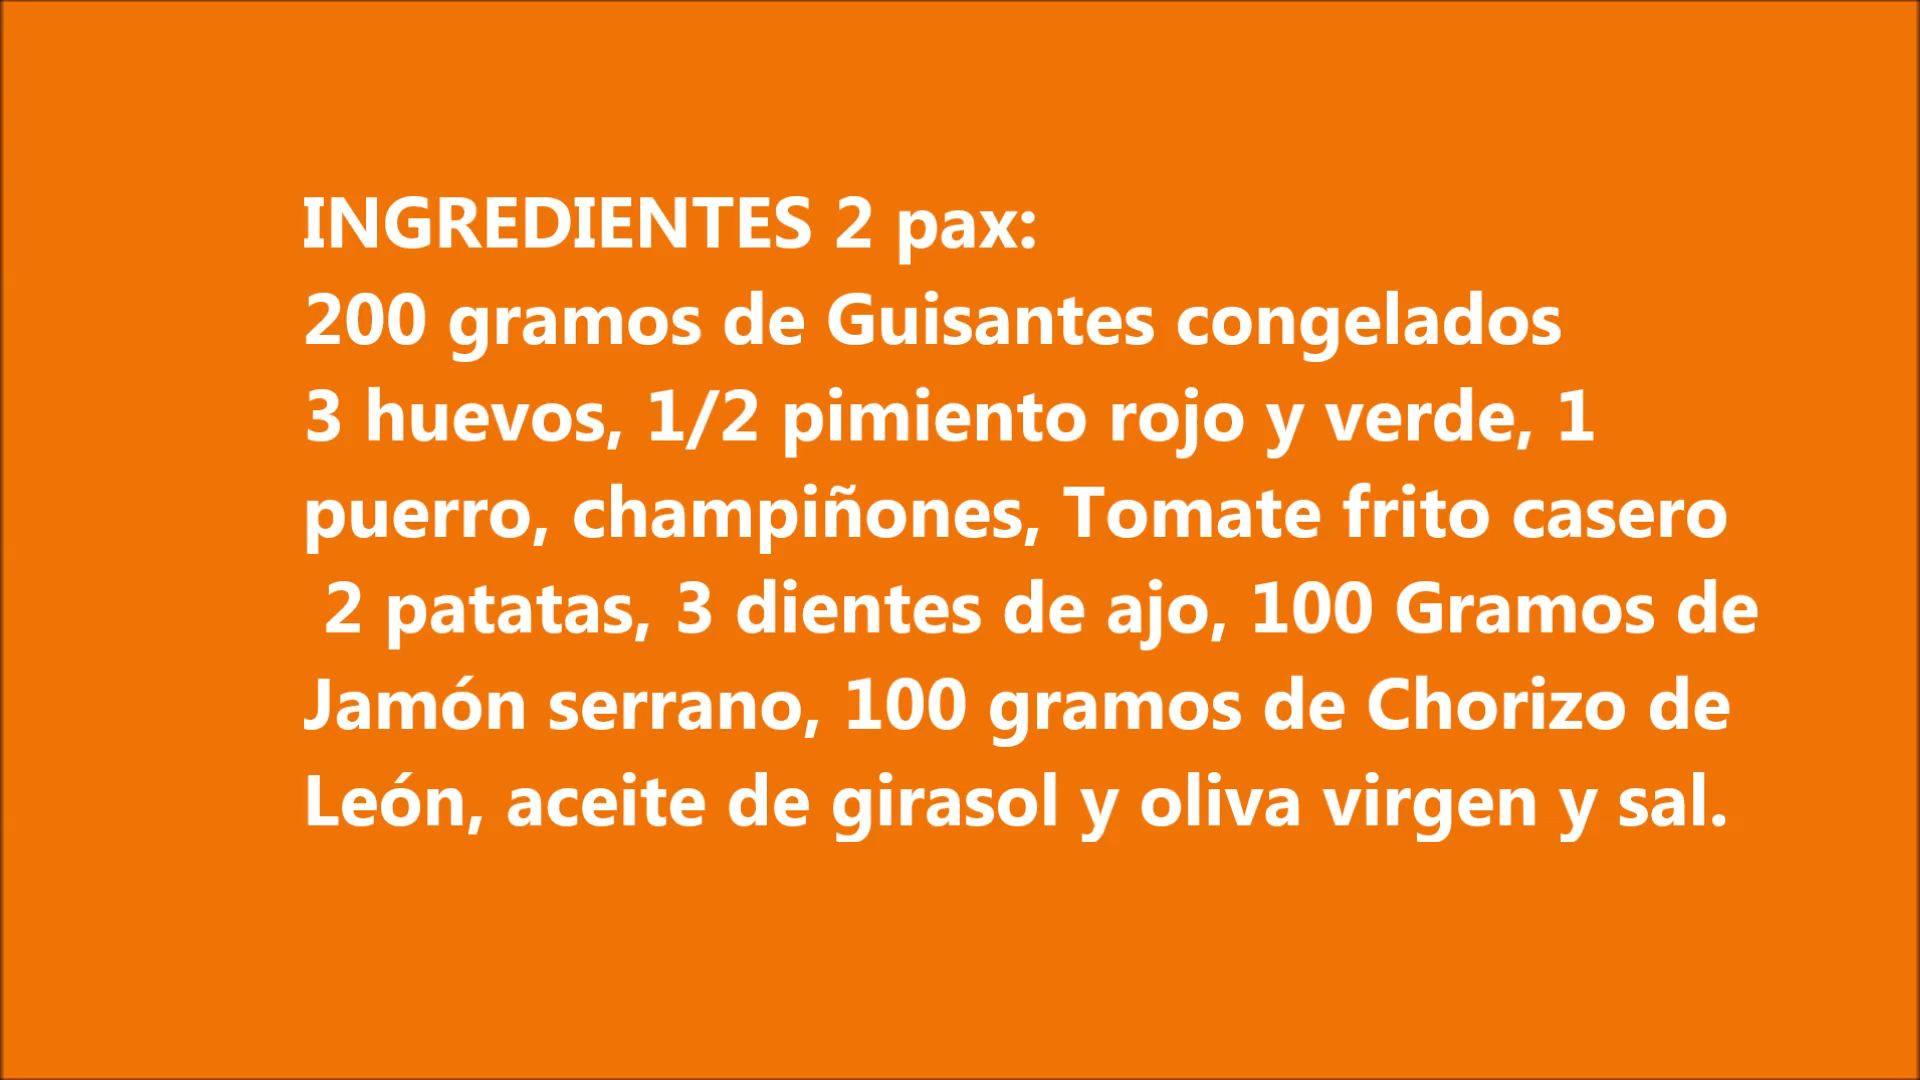 INGREDIENTES 2 pax:
200 gramos de Guisantes congelados
3 huevos, 1/2 pimiento rojo y verde, 1
puerro, champiñones, Tomate frito casero
2 patatas, 3 dientes de ajo, 100 Gramos de
Jamón serrano, 100 gramos de Chorizo de
León, aceite de girasol y oliva virgen y sal.